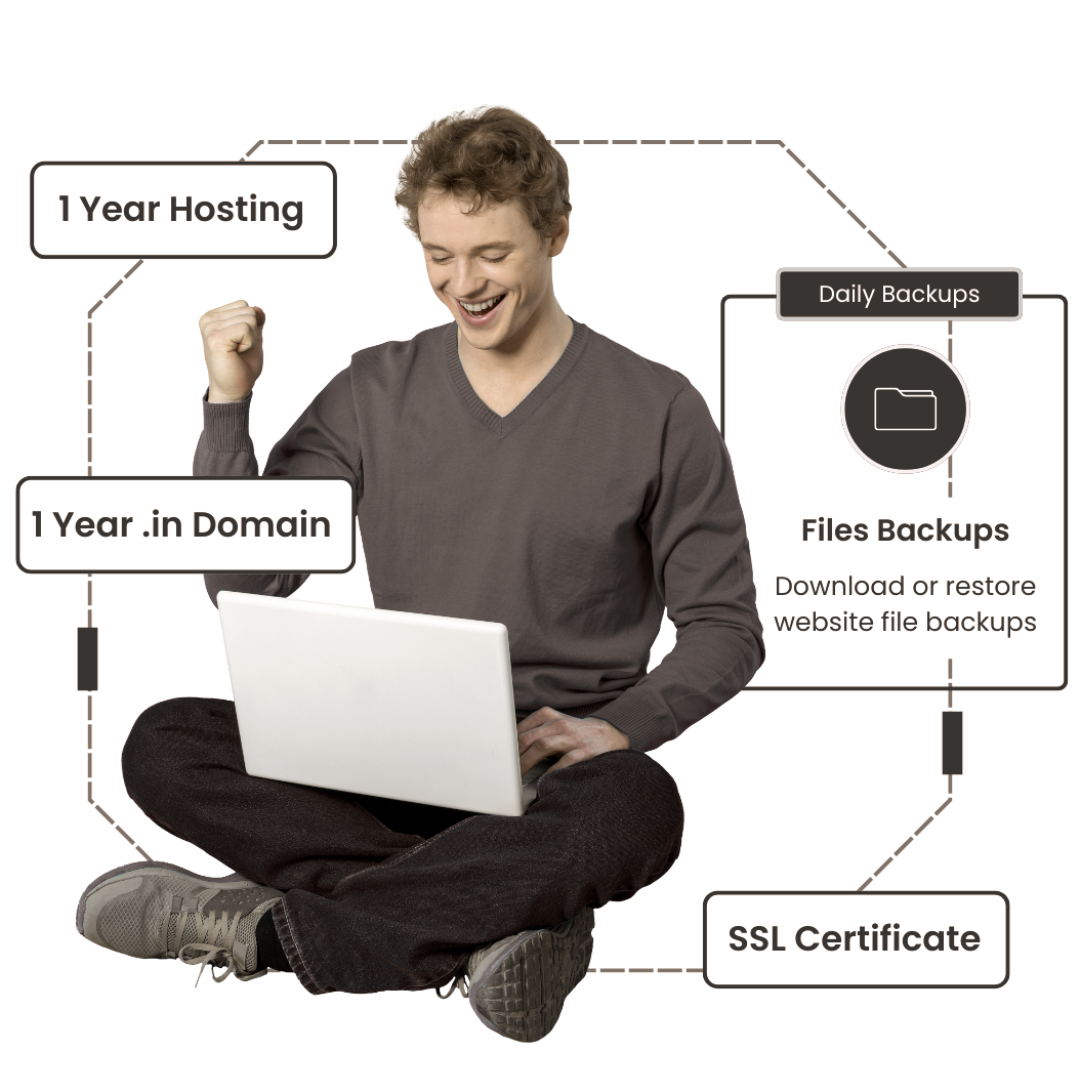 1 Year Hosting
Daily Backups
1 Year .in Domain
Files Backups
Download or restore
website file backups
SSL Certificate